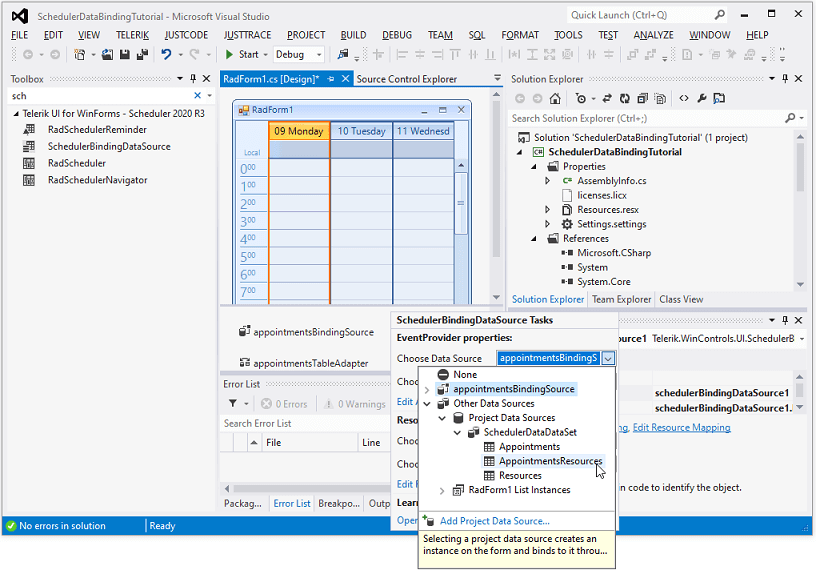 SchedulerDataBindingTutorial - Microsoft Visual Studio
Quick Launch (Ctrl+Q)
FILE EDIT VIEW TELERIK JUSTCODE JUSTTRACE PROJECT BUILD DEBUG TEAM SQL FORMAT TOOLS TEST ANALYZE WINDOW HELP
Start Debug
Toolbox
sch
Telerik UI for WinForms - Scheduler 2020 R3
RadSchedulerReminder
SchedulerBindingDataSource
RadScheduler
RadSchedulerNavigator
RadForm1.cs [Design]*
Source Control Explorer
RadForm1
09 Monday 10 Tuesday 11 Wednesd
Local
0 00
1 00
2 00
3 00
4 00
5 00
6 00
7 00
appointmentsBindingSource
appointmentsTableAdapter
Error List
0 Errors 0 Warnings
Search Error List
File Line
Packag... Error List Breakpo... Outp
Solution Explorer
Search Solution Explorer (Ctrl+;)
Solution 'SchedulerDataBindingTutorial' (1 project)
SchedulerDataBindingTutorial
Properties
AssemblyInfo.cs
licenses.licx
Resources.resx
Settings.settings
References
Microsoft.CSharp
System
System.Core
Solution Explorer Team Explorer Class View
ource1 Telerik.WinControls.UI.SchedulerB
schedulerBindingDataSource1
schedulerBindingDataSource1.
ng, Edit Resource Mapping
n code to identify the object.
SchedulerBindingDataSource Tasks
EventProvider properties:
Choose Data Source appointmentsBindingS
Choo
Edit A
Reso
Choo
Choo
Edit R
Learn
Open
None
appointmentsBindingSource
Other Data Sources
Project Data Sources
SchedulerDataDataSet
Appointments
AppointmentsResources
Resources
RadForm1 List Instances
Add Project Data Source...
Selecting a project data source creates an
instance on the form and binds to it throu...
No errors in solution Ready